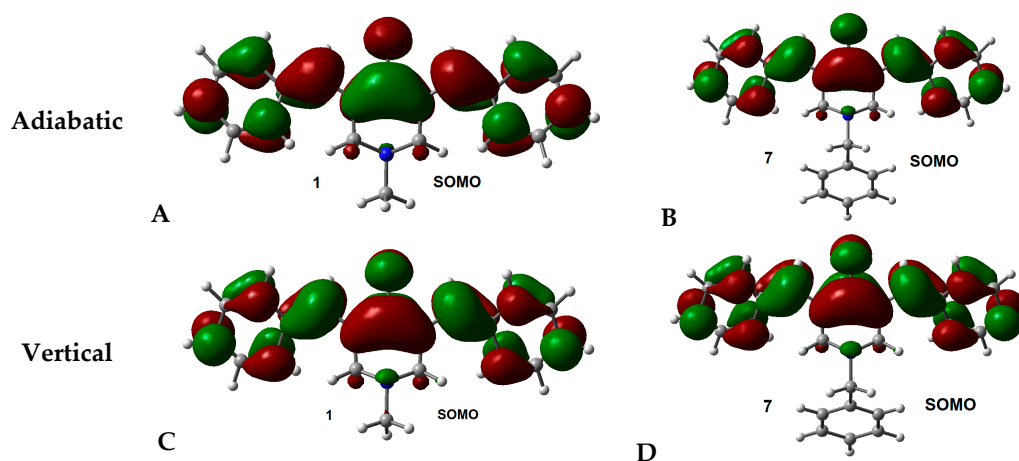 Adiabatic
1 SOMO
A
7 SOMO
B
Vertical
1 SOMO
C
7 SOMO
D